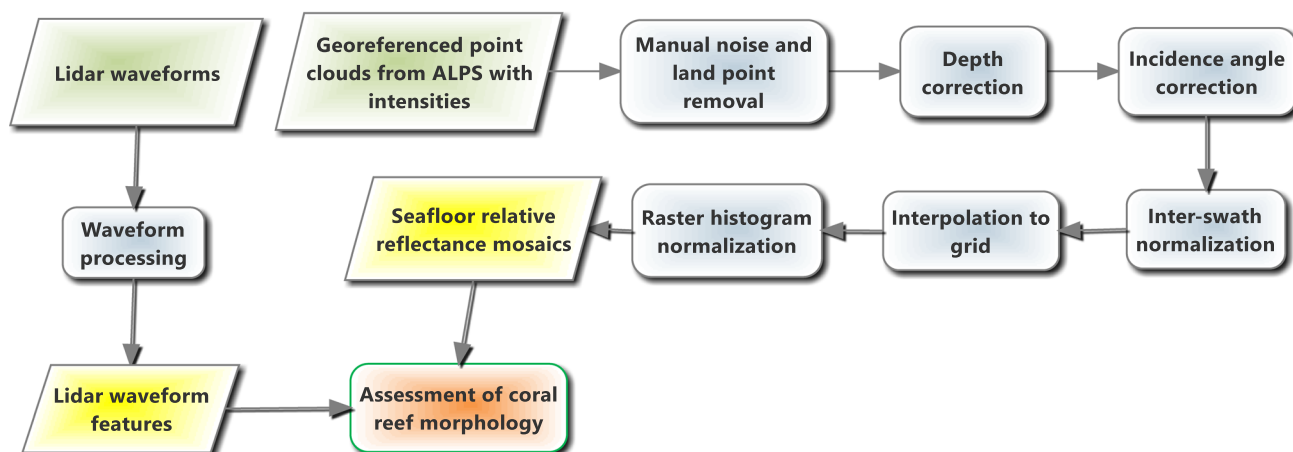 Lidar waveforms
Georeferenced point
clouds from ALPS with
intensities
Manual noise and
land point
removal
Depth
correction
Incidence angle
correction
Waveform
processing
Seafloor relative
reflectance mosaics
Raster histogram
normalization
Interpolation to
grid
Inter-swath
normalization
Lidar waveform
features
Assessment of coral
reef morphology